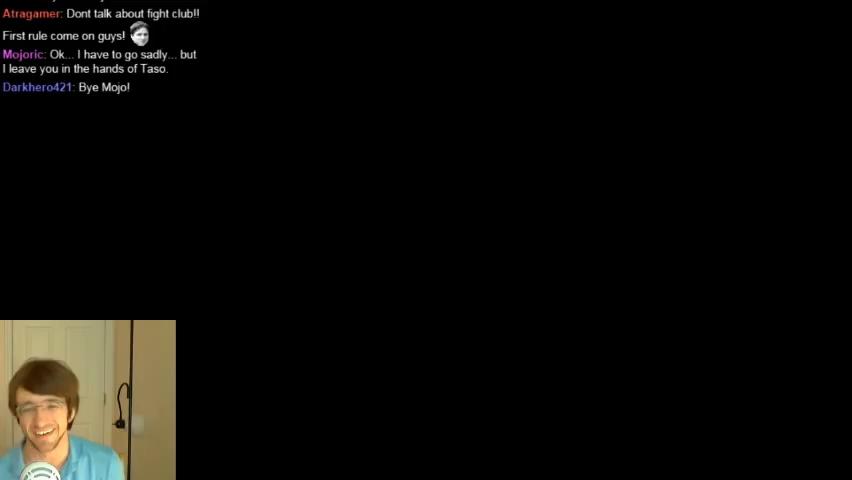 Atragamer: Dont talk about fight club!!
First rule come on guys!
Mojoric: Ok... I have to go sadly... but
I leave you in the hands of Taso.
Darkhero421: Bye Mojo!